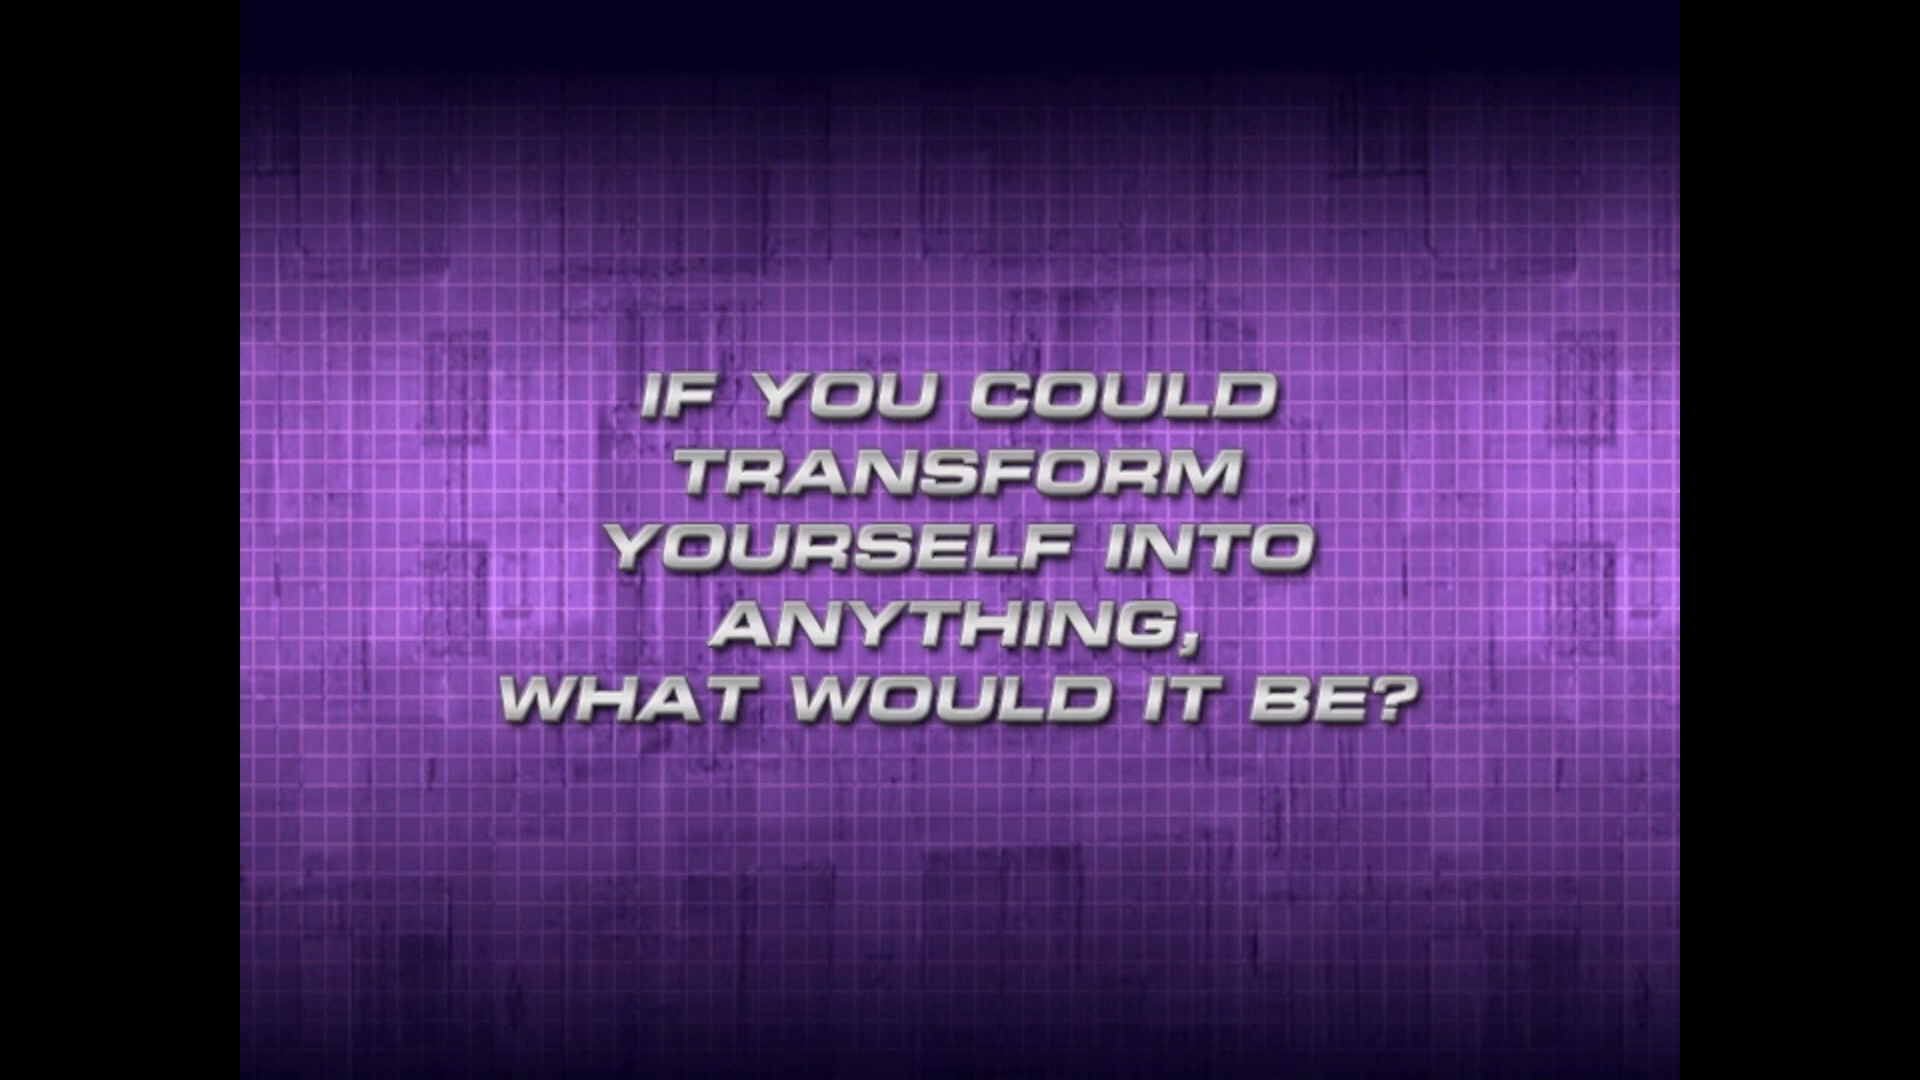 IF YOU COULD
TRANSFORM
YOURSELF INTO
ANYTHING,
WHAT WOULD IT BE?